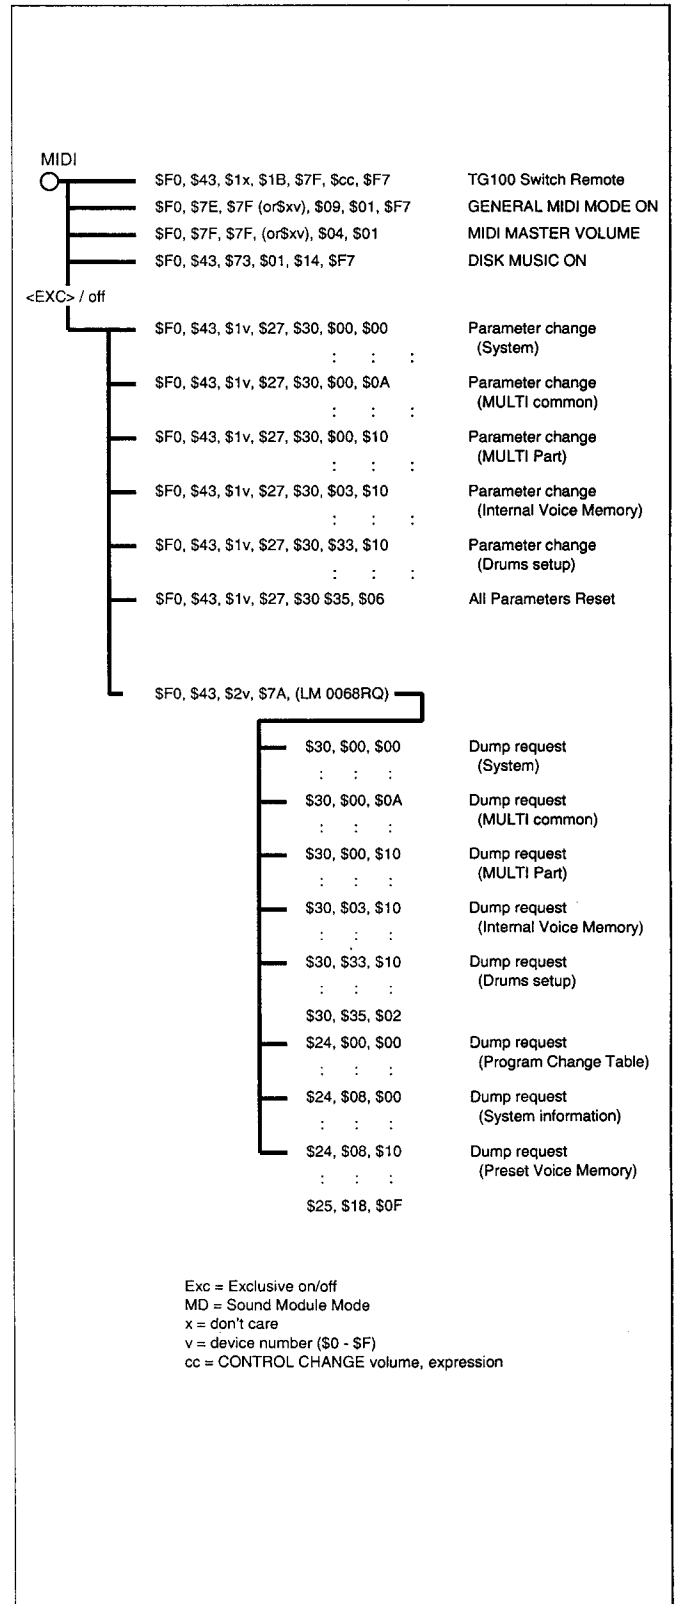 MIDI
$F0, $43, $1x, $1B, $7F, $cc, $F7 TG100 Switch Remote
$F0, $7E, $7F (or$xv), $09, $01, $F7 GENERAL MIDI MODE ON
$F0, $7F, $7F, (or$xv), $04, $01 MIDI MASTER VOLUME
$F0, $43, $73, $01, $14, $F7 DISK MUSIC ON
<EXC> / off
$F0, $43, $1v, $27, $30, $00, $00 Parameter change
(System)
: : :
$F0, $43, $1v, $27, $30, $00, $0A Parameter change
(MULTI common)
: : :
$F0, $43, $1v, $27, $30, $00, $10 Parameter change
(MULTI Part)
: : :
$F0, $43, $1v, $27, $30, $03, $10 Parameter change
(Internal Voice Memory)
: : :
$F0, $43, $1v, $27, $30, $33, $10 Parameter change
(Drums setup)
: : :
$F0, $43, $1v, $27, $30 $35, $06 All Parameters Reset
$F0, $43, $2v, $7A, (LM 0068RQ)
$30, $00, $00 Dump request
(System)
: : :
$30, $00, $0A Dump request
(MULTI common)
: : :
$30, $00, $10 Dump request
(MULTI Part)
: : :
$30, $03, $10 Dump request
(Internal Voice Memory)
: : :
$30, $33, $10 Dump request
(Drums setup)
: : :
$30, $35, $02
$24, $00, $00 Dump request
(Program Change Table)
: : :
$24, $08, $00 Dump request
(System information)
: : :
$24, $08, $10 Dump request
(Preset Voice Memory)
: : :
$25, $18, $0F
Exc = Exclusive on/off
MD = Sound Module Mode
x = don't care
v = device number ($0 - $F)
cc = CONTROL CHANGE volume, expression